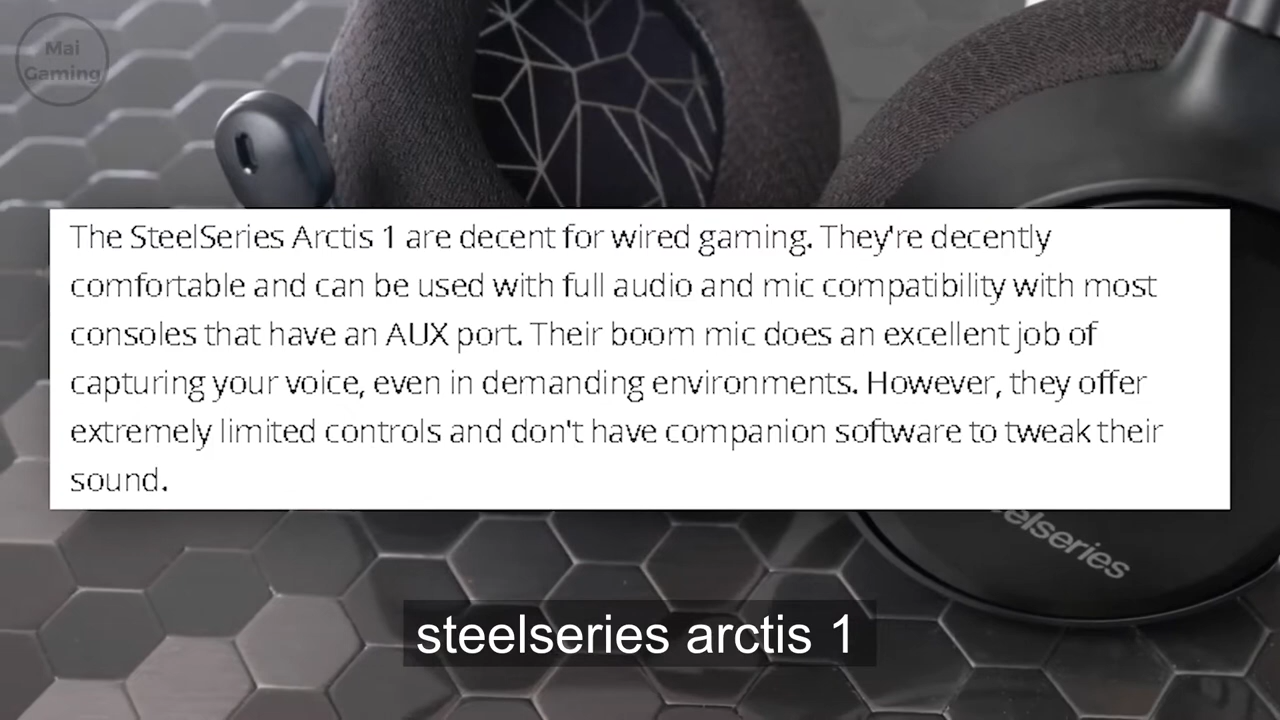 Mai
Gaming
The SteelSeries Arctis 1 are decent for wired gaming. They're decently
comfortable and can be used with full audio and mic compatibility with most
consoles that have an AUX port. Their boom mic does an excellent job of
capturing your voice, even in demanding environments. However, they offer
extremely limited controls and don't have companion software to tweak their
sound.
elseries
steelseries arctis 1